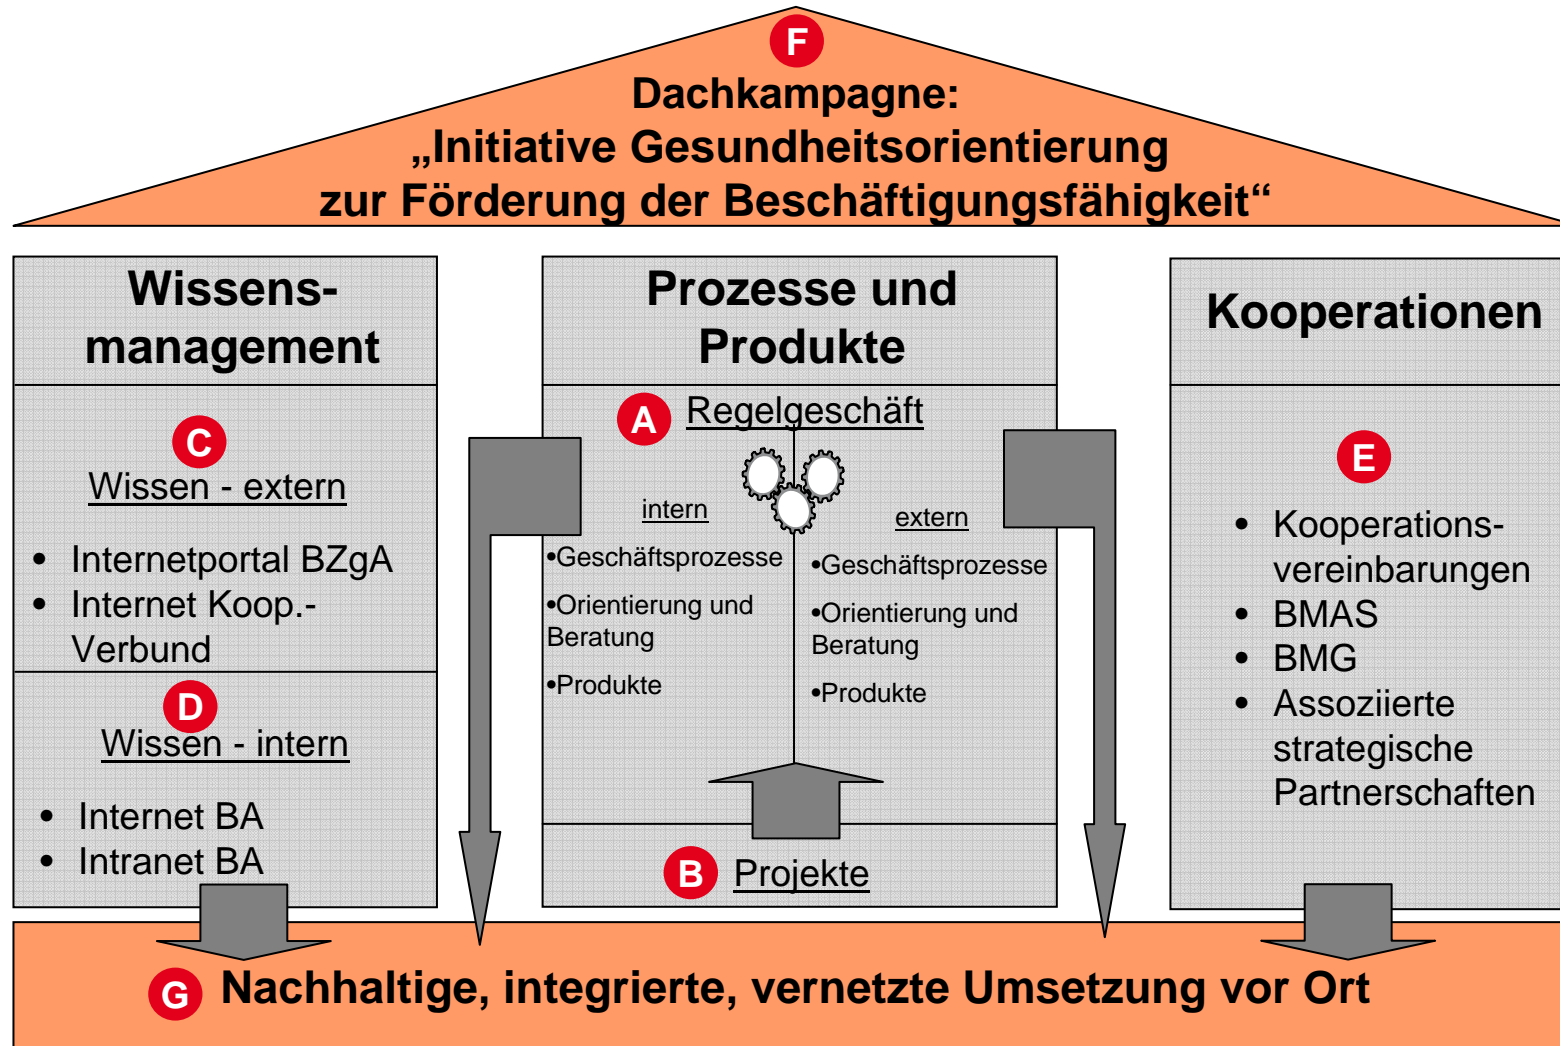 F
Dachkampagne:
„Initiative Gesundheitsorientierung
zur Förderung der Beschäftigungsfähigkeit“
Wissens-
management
C
Wissen - extern
• Internetportal BZgA
• Internet Koop.-
Verbund
D
Wissen - intern
• Internet BA
• Intranet BA
Prozesse und
Produkte
A Regelgeschäft
intern
•Geschäftsprozesse
•Orientierung und
Beratung
•Produkte
extern
•Geschäftsprozesse
•Orientierung und
Beratung
•Produkte
B Projekte
Kooperationen
E
• Kooperations-
vereinbarungen
• BMAS
• BMG
• Assoziierte
strategische
Partnerschaften
G Nachhaltige, integrierte, vernetzte Umsetzung vor Ort